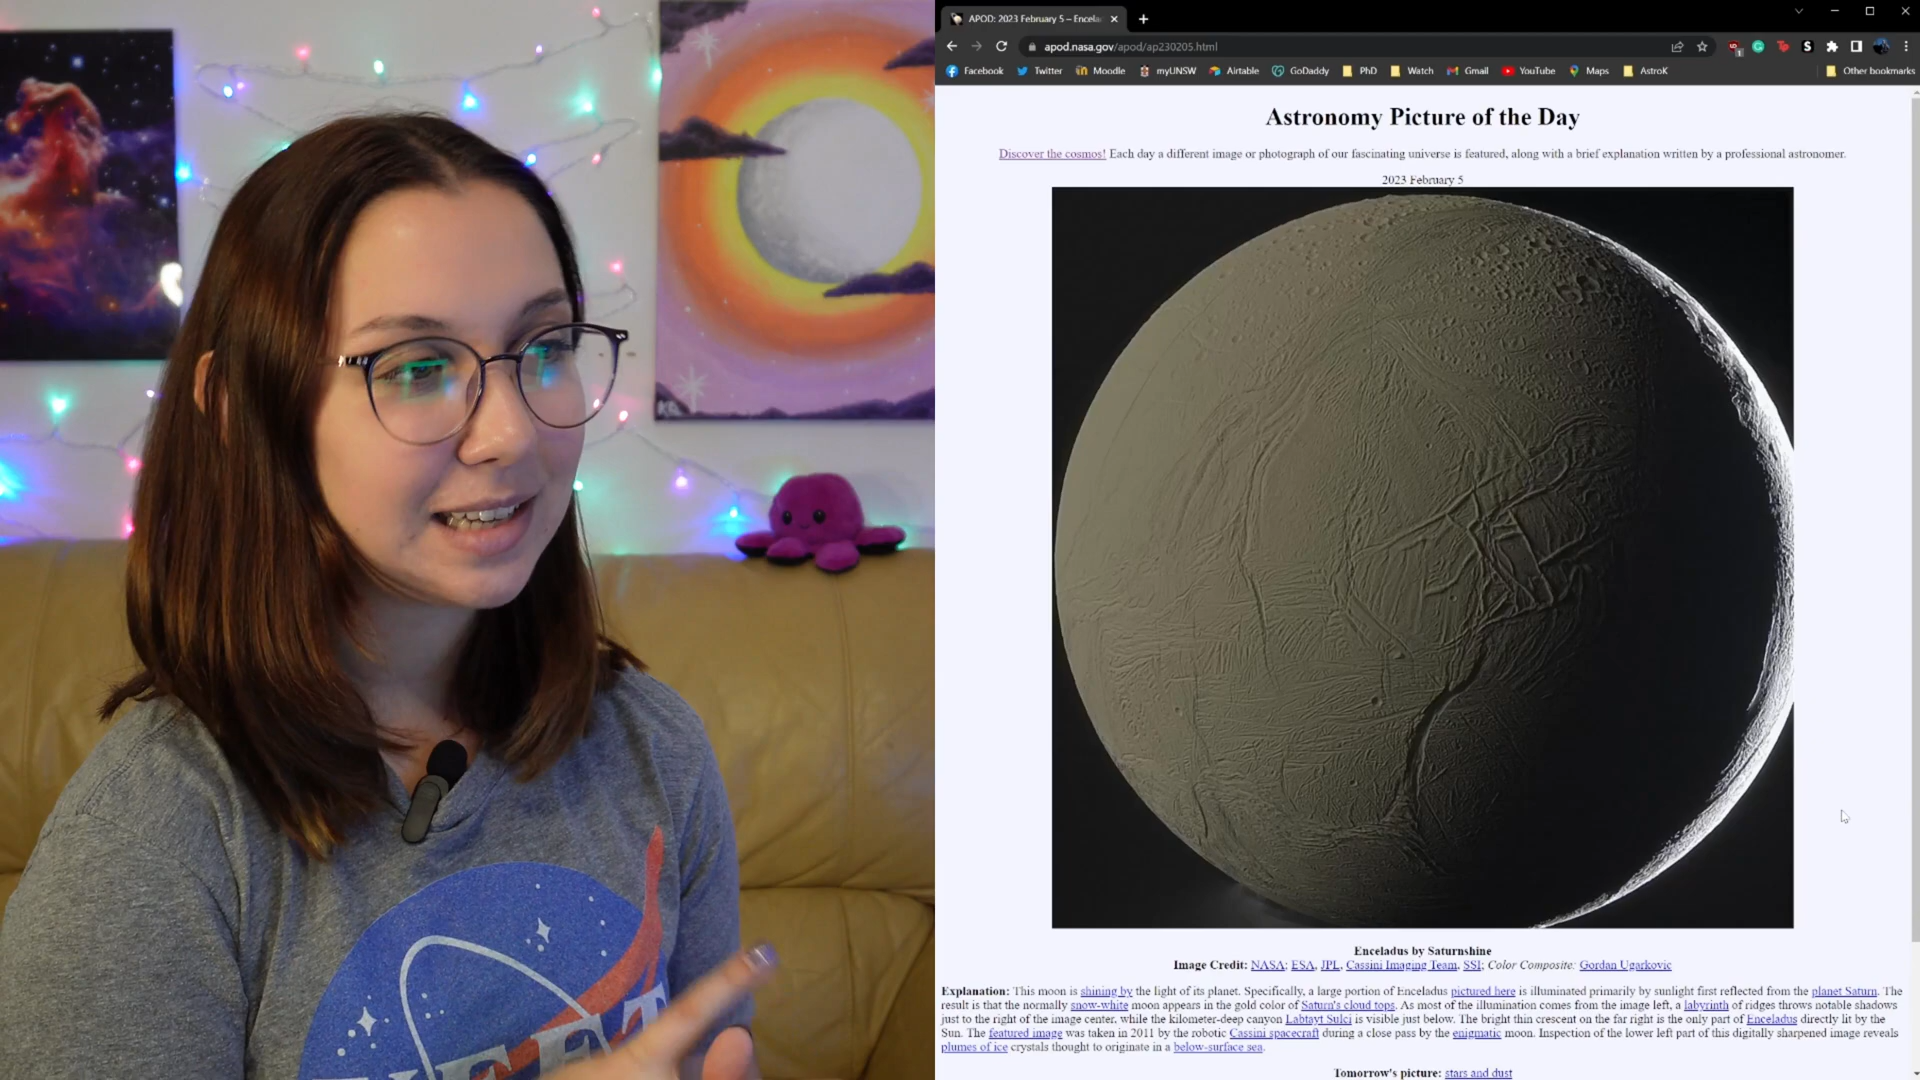 APOD: 2023 February 5 – Encela
apod.nasa.gov/apod/ap230205.html
Facebook Twitter Moodle myUNSW Airtable GoDaddy PhD Watch Gmail YouTube Maps AstroK Other bookmarks
Astronomy Picture of the Day
Discover the cosmos! Each day a different image or photograph of our fascinating universe is featured, along with a brief explanation written by a professional astronomer.
2023 February 5
Enceladus by Saturnshine
Image Credit: NASA; ESA, JPL, Cassini Imaging Team, SSI; Color Composite: Gordan Ugarkovic
Explanation: This moon is shining by the light of its planet. Specifically, a large portion of Enceladus pictured here is illuminated primarily by sunlight first reflected from the planet Saturn. The
result is that the normally snow-white moon appears in the gold color of Saturn's cloud tops. As most of the illumination comes from the image left, a labyrinth of ridges throws notable shadows
just to the right of the image center, while the kilometer-deep canyon Labtayt Sulci is visible just below. The bright thin crescent on the far right is the only part of Enceladus directly lit by the
Sun. The featured image was taken in 2011 by the robotic Cassini spacecraft during a close pass by the enigmatic moon. Inspection of the lower left part of this digitally sharpened image reveals
plumes of ice crystals thought to originate in a below-surface sea.
Tomorrow's picture: stars and dust